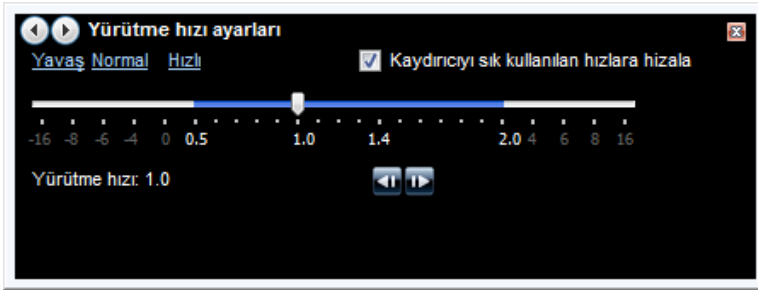 Yürütme hızı ayarları
Yavaş Normal Hızlı Kaydırıcıyı sık kullanılan hızlara hizala
-16 -8 -6 -4 0 0.5 1.0 1.4 2.0 4 6 8 16
Yürütme hızı: 1.0